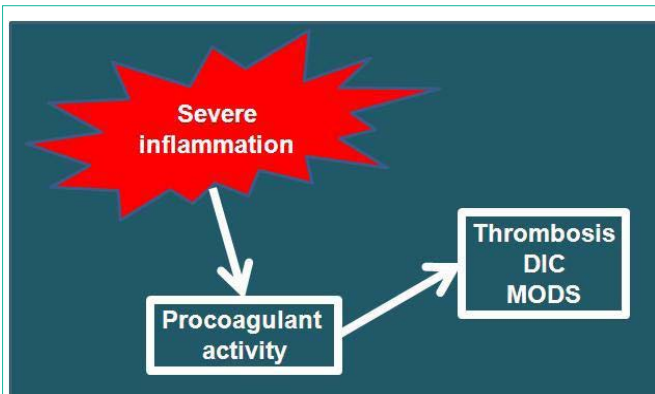 Severe
inflammation
Procoagulant
activity
Thrombosis
DIC
MODS